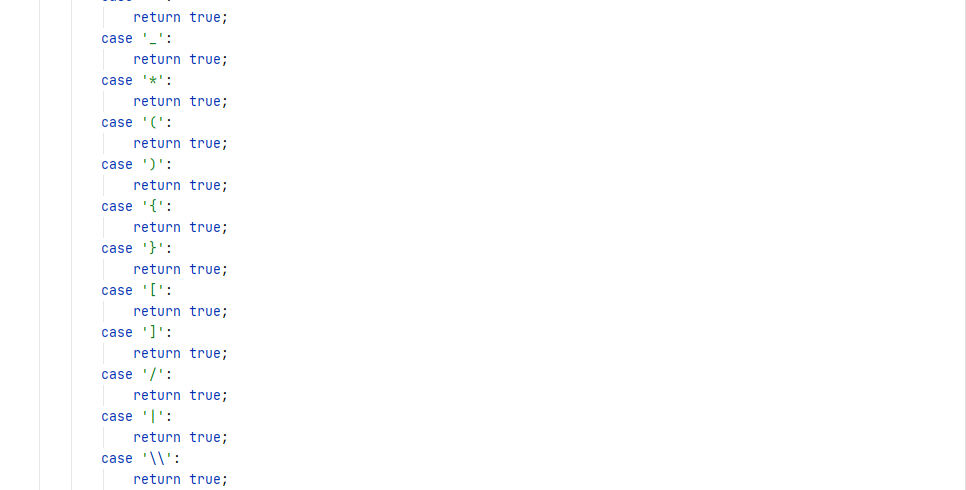 return true;
case '_':
return true;
case '*':
return true;
case '(':
return true;
case ')':
return true;
case '{':
return true;
case '}':
return true;
case '[':
return true;
case ']':
return true;
case '/':
return true;
case '|':
return true;
case '\\':
return true;